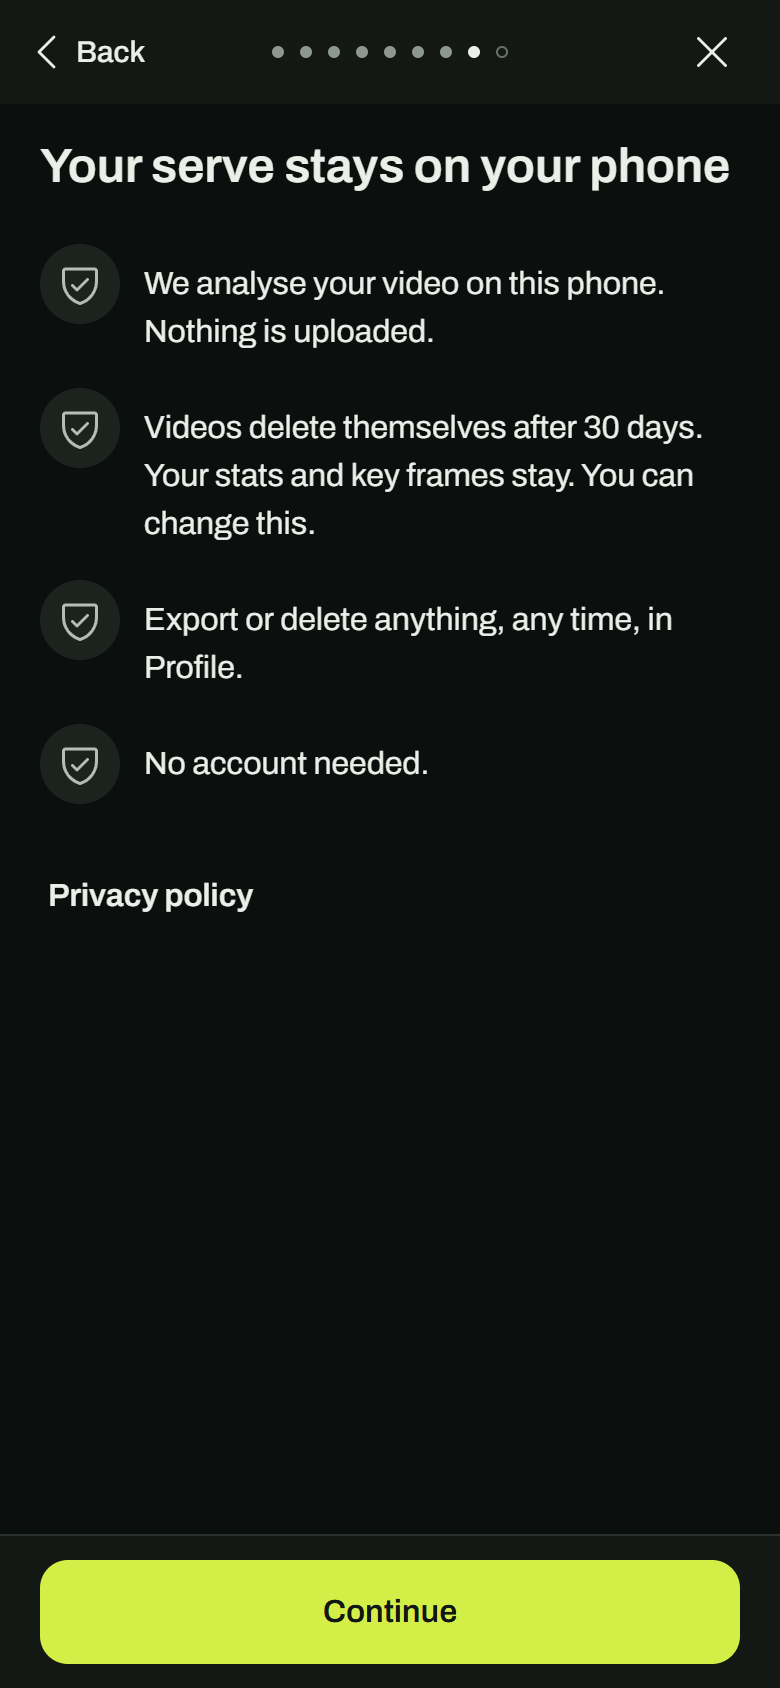 Back
Your serve stays on your phone
We analyse your video on this phone.
Nothing is uploaded.
Videos delete themselves after 30 days.
Your stats and key frames stay. You can
change this.
Export or delete anything, any time, in
Profile.
No account needed.
Privacy policy
Continue